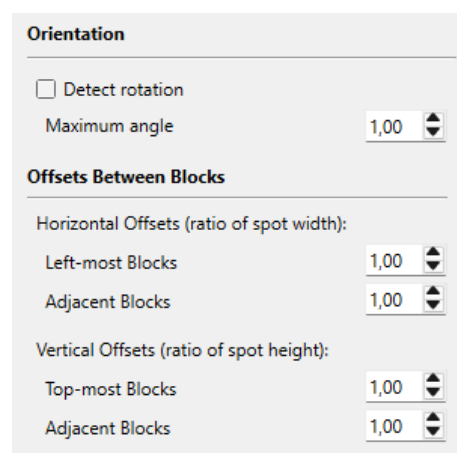 Orientation
Detect rotation
Maximum angle 1,00
Offsets Between Blocks
Horizontal Offsets (ratio of spot width):
Left-most Blocks 1,00
Adjacent Blocks 1,00
Vertical Offsets (ratio of spot height):
Top-most Blocks 1,00
Adjacent Blocks 1,00